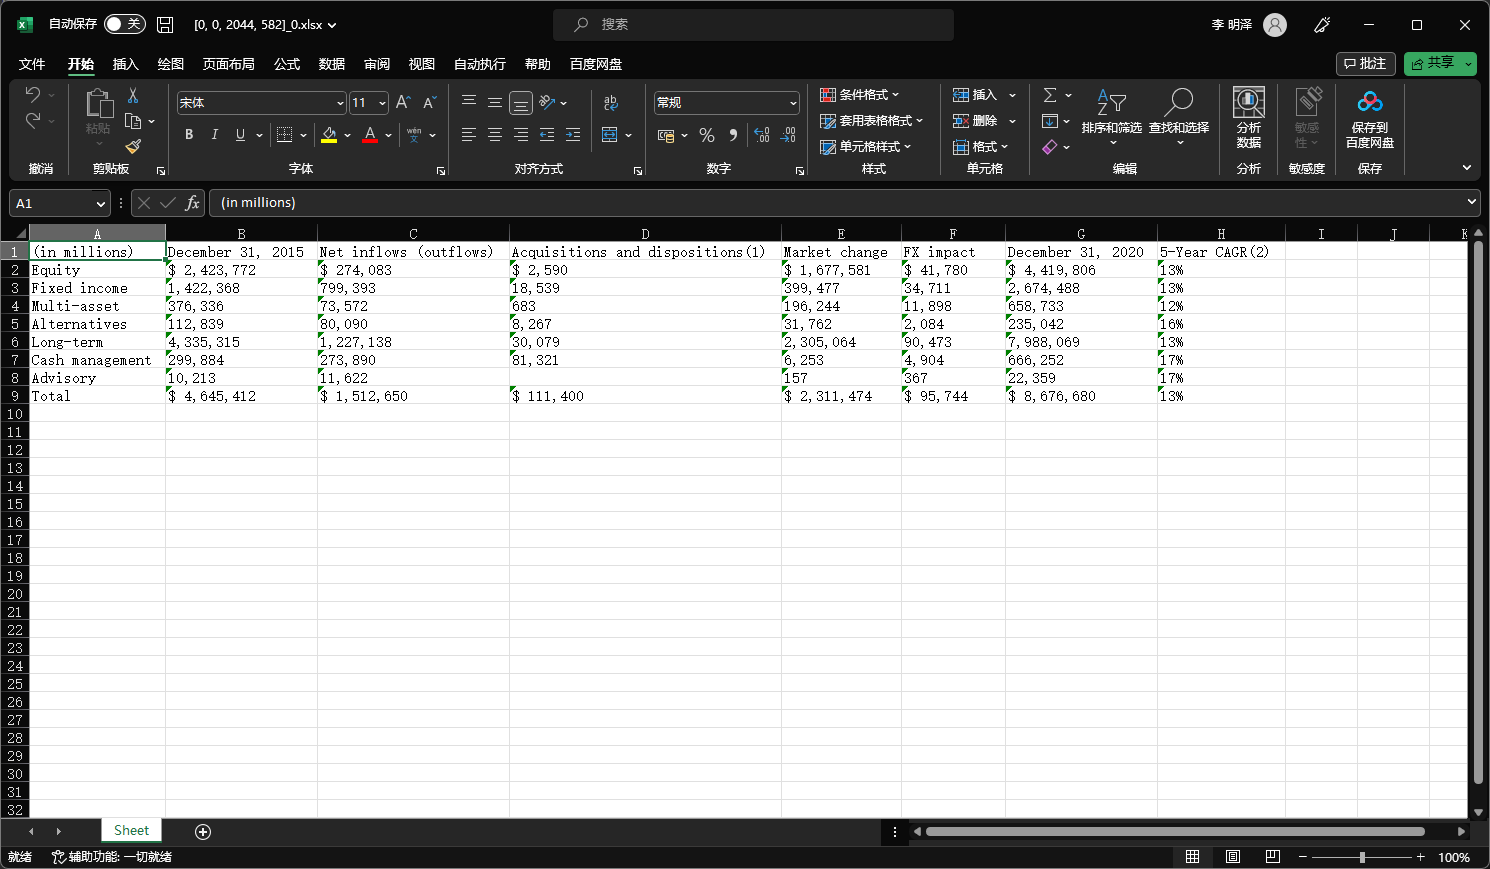 自动保存 关 [0, 0, 2044, 582]_0.xlsx 搜索 李 明泽
文件 开始 插入 绘图 页面布局 公式 数据 审阅 视图 自动执行 帮助 百度网盘 批注 共享
粘贴 宋体 11 A A ab 常规 条件格式 插入 排序和筛选 查找和选择 分析数据 敏感性 保存到百度网盘
B I U A wén 文 % 套用表格格式 删除
单元格样式 格式
撤消 剪贴板 字体 对齐方式 数字 样式 单元格 编辑 分析 敏感度 保存
A1 fx (in millions)
A B C D E F G H I J K
1 (in millions) December 31, 2015 Net inflows (outflows) Acquisitions and dispositions(1) Market change FX impact December 31, 2020 5-Year CAGR(2)
2 Equity $ 2,423,772 $ 274,083 $ 2,590 $ 1,677,581 $ 41,780 $ 4,419,806 13%
3 Fixed income 1,422,368 799,393 18,539 399,477 34,711 2,674,488 13%
4 Multi-asset 376,336 73,572 683 196,244 11,898 658,733 12%
5 Alternatives 112,839 80,090 8,267 31,762 2,084 235,042 16%
6 Long-term 4,335,315 1,227,138 30,079 2,305,064 90,473 7,988,069 13%
7 Cash management 299,884 273,890 81,321 6,253 4,904 666,252 17%
8 Advisory 10,213 11,622 157 367 22,359 17%
9 Total $ 4,645,412 $ 1,512,650 $ 111,400 $ 2,311,474 $ 95,744 $ 8,676,680 13%
10
11
12
13
14
15
16
17
18
19
20
21
22
23
24
25
26
27
28
29
30
31
32
Sheet
就绪 辅助功能: 一切就绪 100%